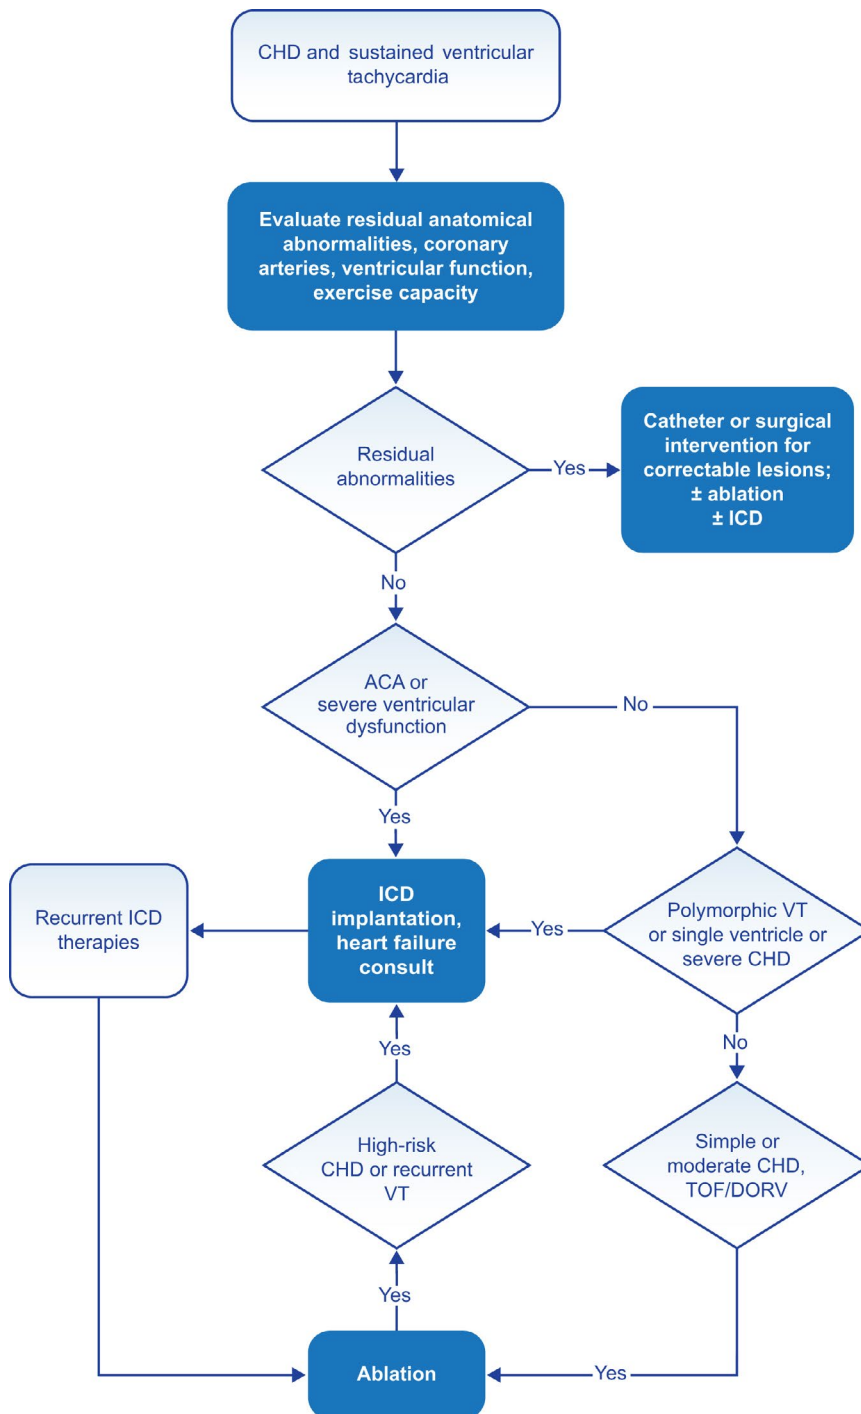 CHD and sustained ventricular
tachycardia
Evaluate residual anatomical
abnormalities, coronary
arteries, ventricular function,
exercise capacity
Residual
abnormalities
Yes
Catheter or surgical
intervention for
correctable lesions;
± ablation
± ICD
No
ACA or
severe ventricular
dysfunction
No
Yes
Recurrent ICD
therapies
ICD
implantation,
heart failure
consult
Yes
Polymorphic VT
or single ventricle or
severe CHD
Yes
No
High-risk
CHD or recurrent
VT
Simple or
moderate CHD,
TOF/DORV
Yes
Ablation
Yes